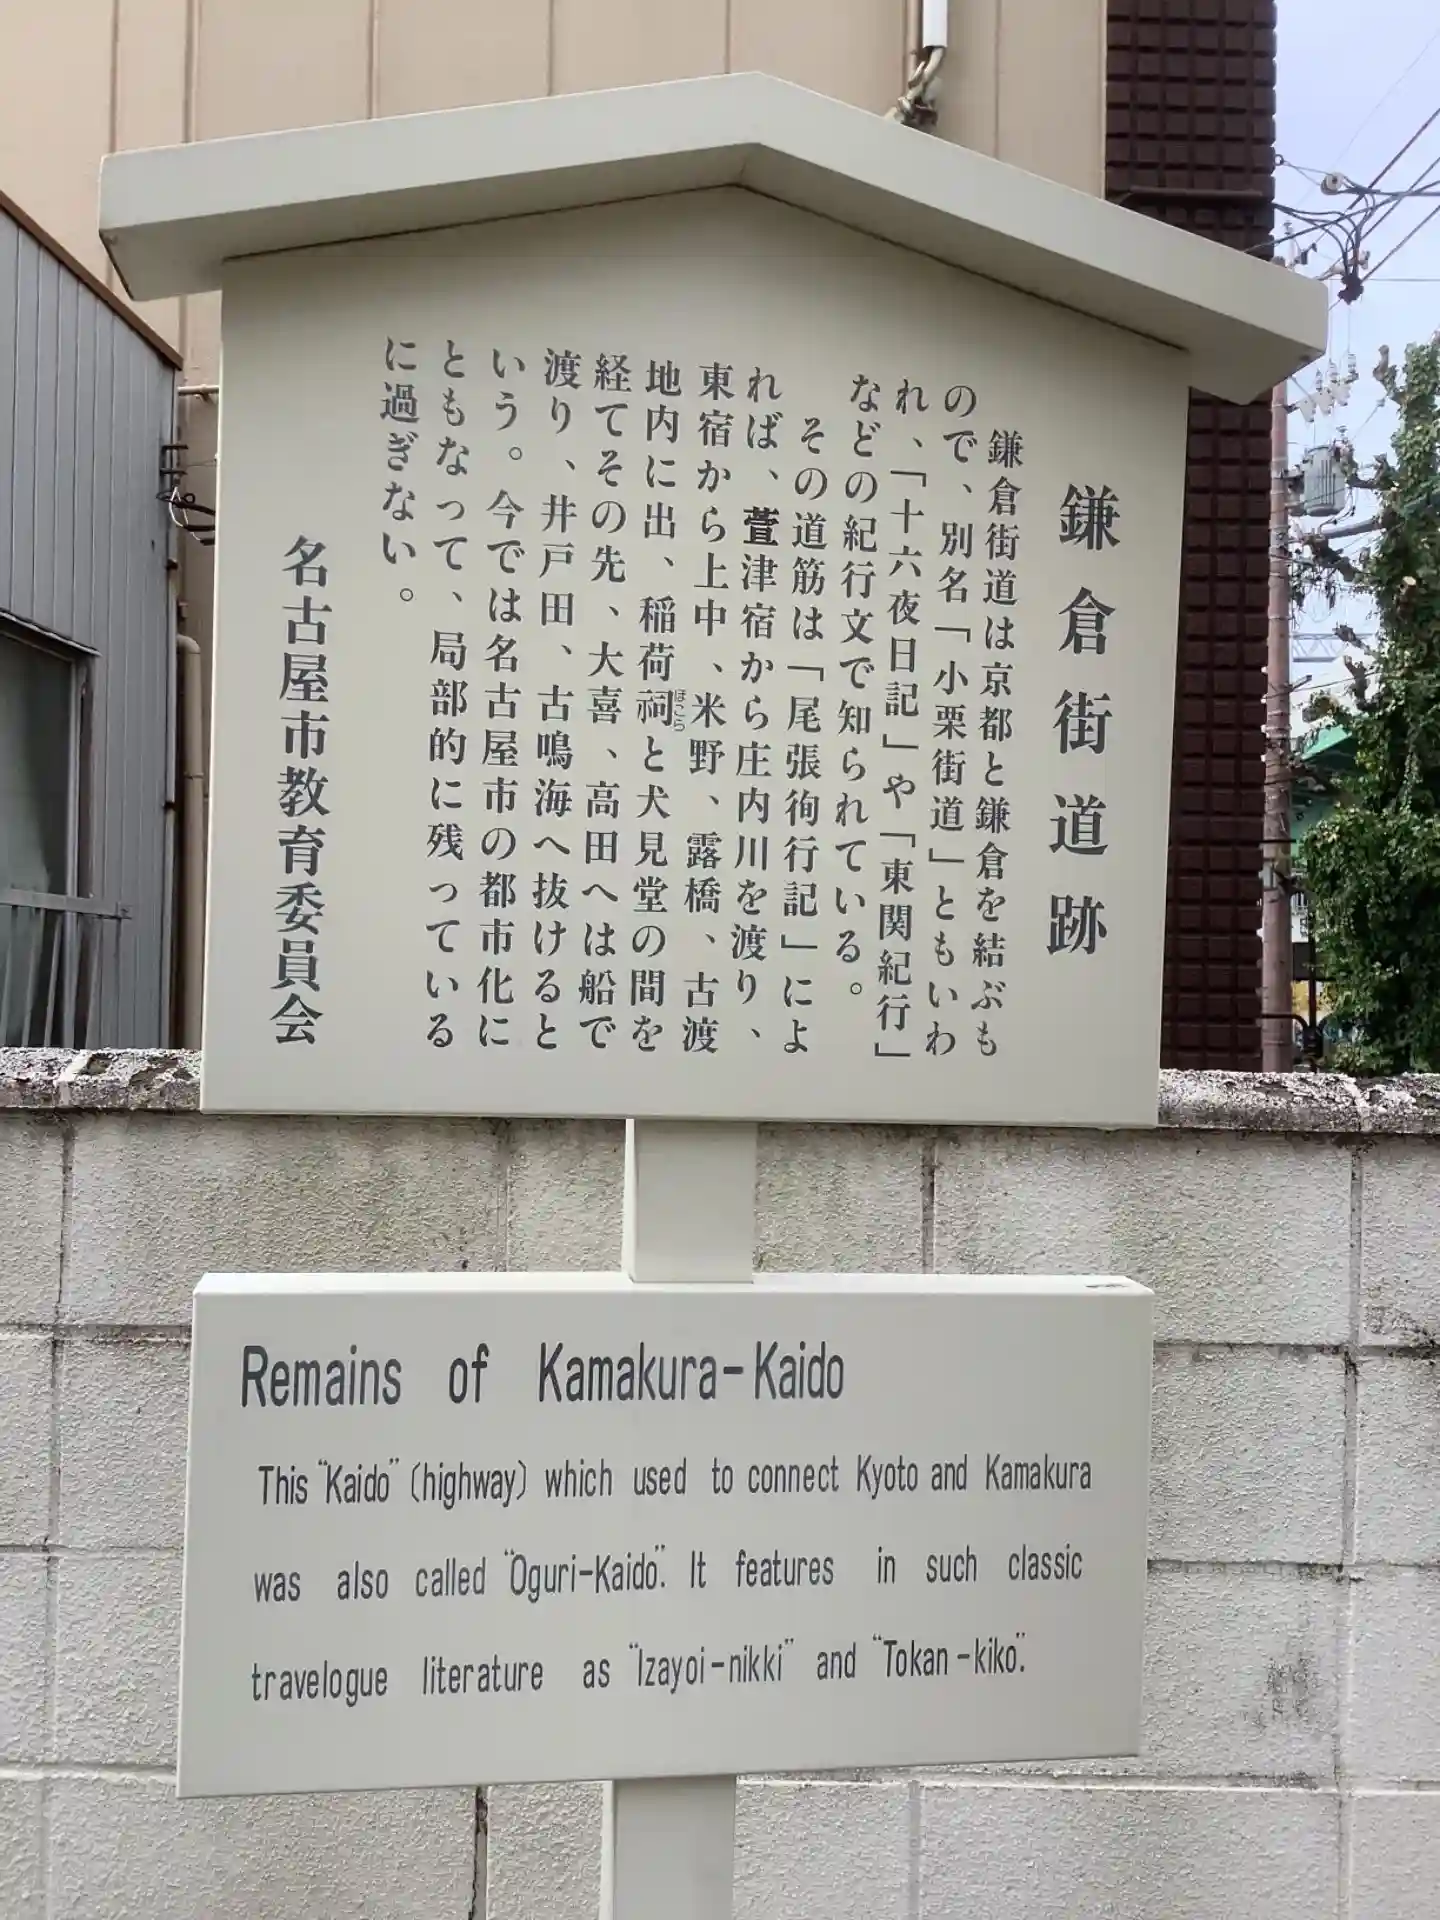 鎌倉街道跡
鎌倉街道は京都と鎌倉を結ぶも
ので、別名「小栗街道」ともいわ
れ、「十六夜日記」や「東関紀行」
などの紀行文で知られている。
その道筋は「尾張徇行記」によ
れば、萱津宿から庄内川を渡り、
東宿から上中、米野、露橋、古渡
地内に出、稲荷祠ほこらと犬見堂の間を
経てその先、大喜、高田へは船で
渡り、井戸田、古鳴海へ抜けると
いう。今では名古屋市の都市化に
ともなって、局部的に残っている
に過ぎない。
名古屋市教育委員会
Remains of Kamakura-Kaido
This "Kaido" (highway) which used to connect Kyoto and Kamakura
was also called "Oguri-Kaido". It features in such classic
travelogue literature as "Izayoi-nikki" and "Tokan-kiko".